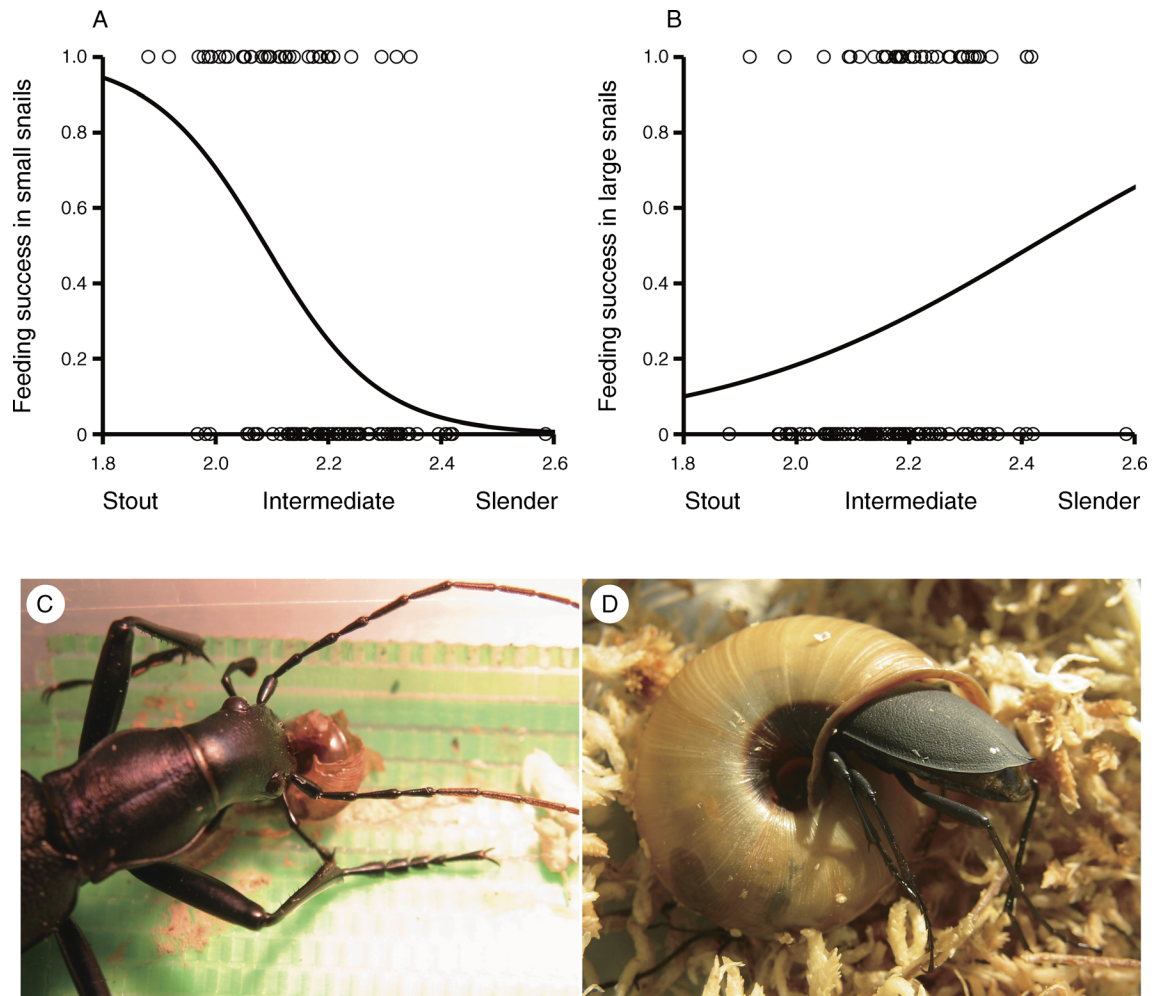 A
Feeding success in small snails
1.0
0.8
0.6
0.4
0.2
0
1.8 2.0 2.2 2.4 2.6
Stout Intermediate Slender
B
Feeding success in large snails
1.0
0.8
0.6
0.4
0.2
0
1.8 2.0 2.2 2.4 2.6
Stout Intermediate Slender
C
D